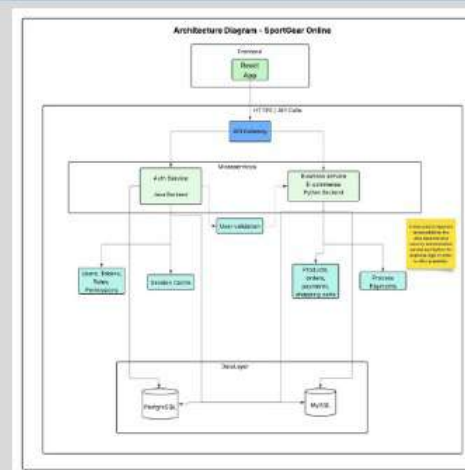 Architecture Diagram - SportGear Online
Frontend
React
App
HTTPS / API Calls
API Gateway
Microservices
Auth Service
Java Backend
Business Service
E-commerce
Python Backend
User validation
Users, Tokens,
Roles
Permissions
Session Cache
Products,
orders,
payments,
shopping carts
Process
Payments
Data Layer
PostgreSQL
MySQL